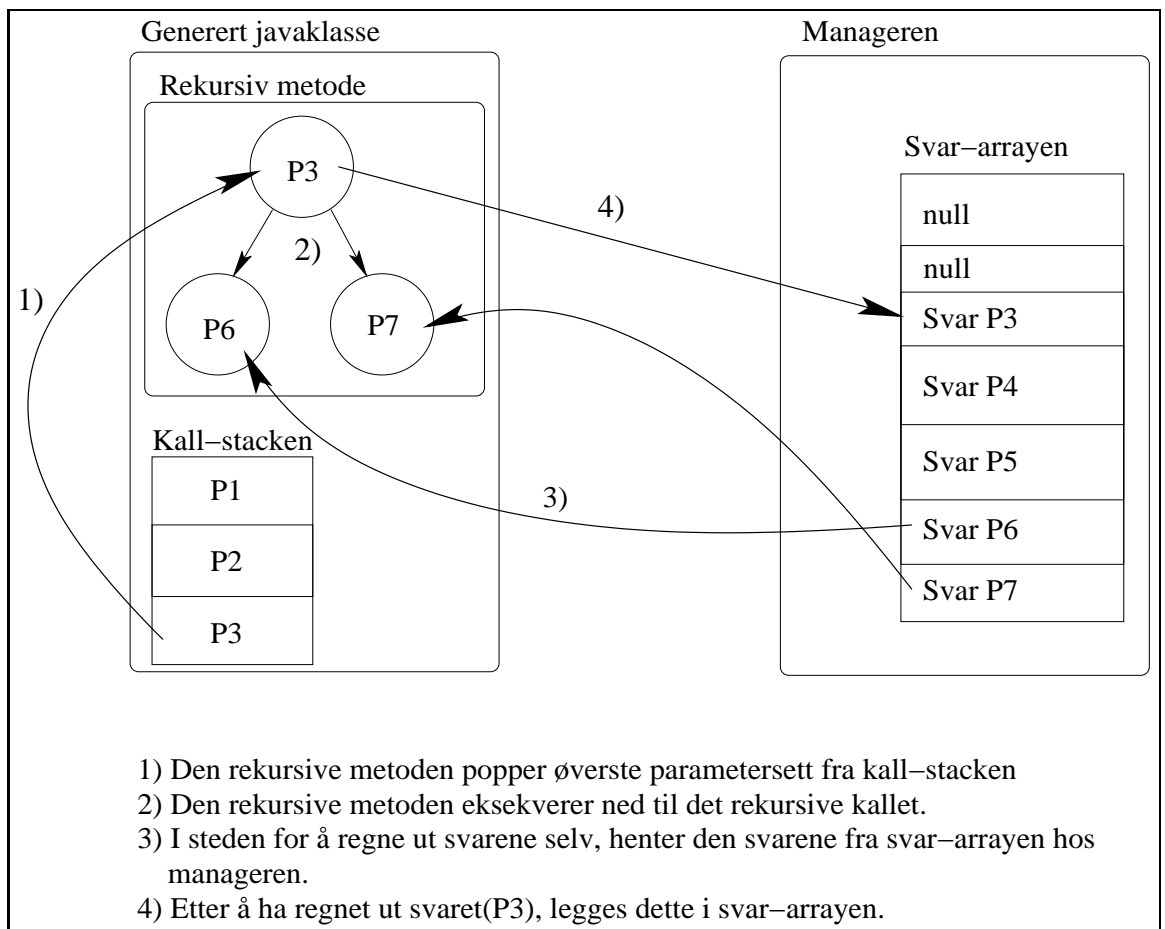 Generert javaklasse
Manageren
Rekursiv metode
P3
Svar−arrayen
4)
null
2)
null
1)
Svar P3
P6
P7
Svar P4
Kall−stacken
Svar P5
P1
3)
Svar P6
P2
Svar P7
P3
1) Den rekursive metoden popper øverste parametersett fra kall−stacken
2) Den rekursive metoden eksekverer ned til det rekursive kallet.
3) I steden for å regne ut svarene selv, henter den svarene fra svar−arrayen hos
manageren.
4) Etter å ha regnet ut svaret(P3), legges dette i svar−arrayen.